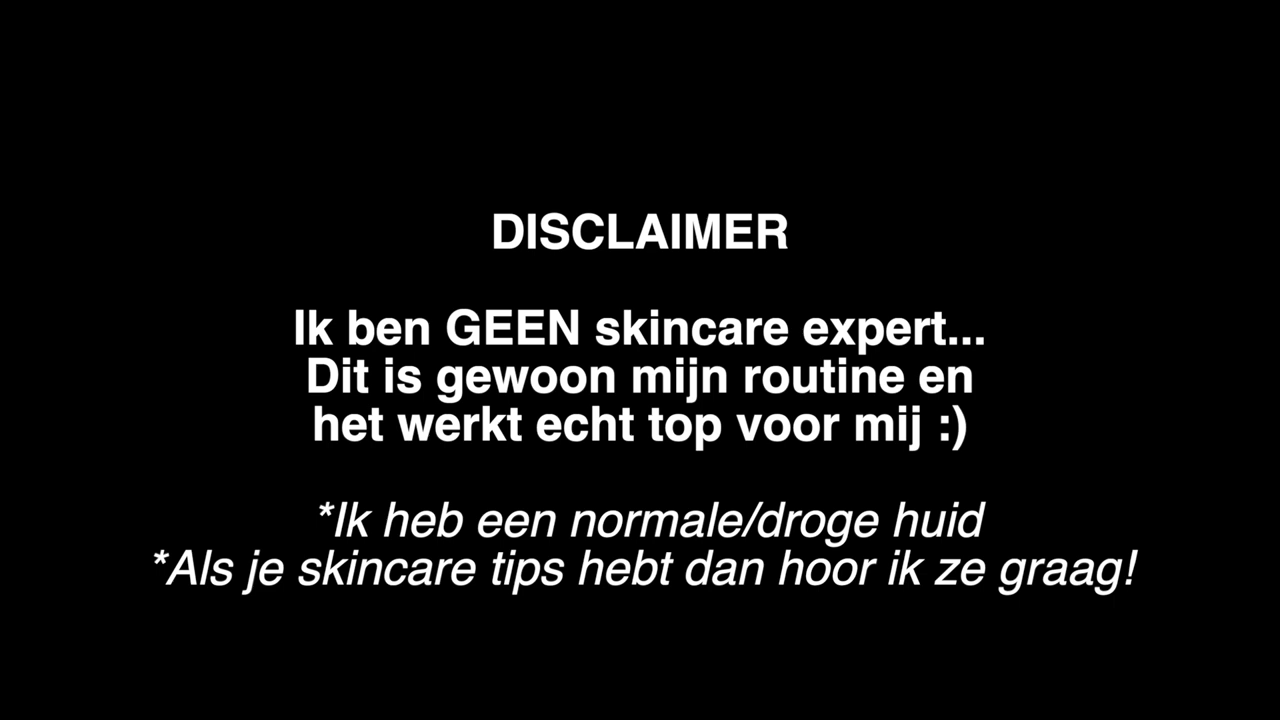 DISCLAIMER
Ik ben GEEN skincare expert...
Dit is gewoon mijn routine en
het werkt echt top voor mij :)
*Ik heb een normale/droge huid
*Als je skincare tips hebt dan hoor ik ze graag!